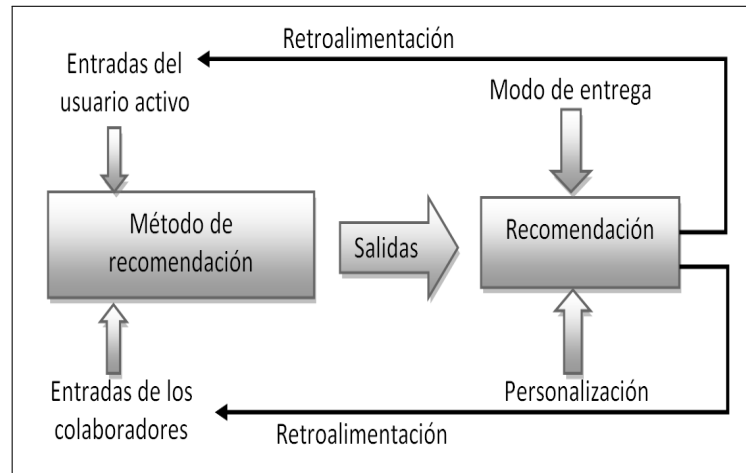 Retroalimentación
Entradas del
usuario activo
Modo de entrega
Método de
recomendación
Salidas
Recomendación
Entradas de los
colaboradores
Personalización
Retroalimentación